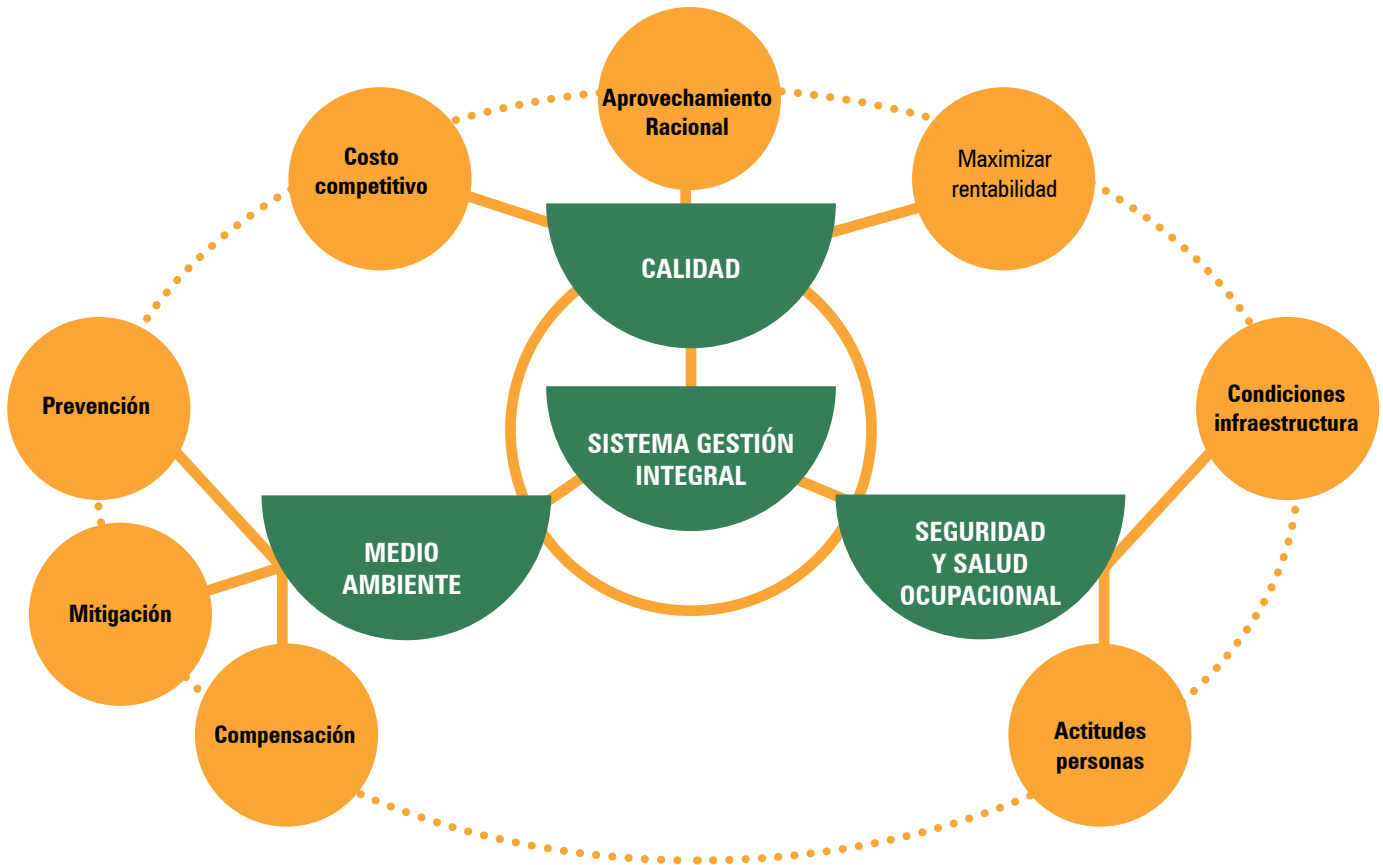 Aprovechamiento
Racional
Costo
competitivo
Maximizar
rentabilidad
CALIDAD
Prevención
Condiciones
infraestructura
SISTEMA GESTIÓN
INTEGRAL
MEDIO
AMBIENTE
SEGURIDAD
Y SALUD
OCUPACIONAL
Mitigación
Compensación
Actitudes
personas